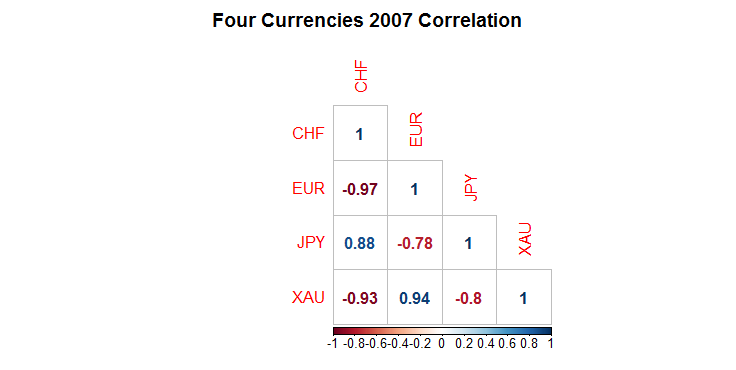 Four Currencies 2007 Correlation
CHF
CHF 1 EUR
EUR -0.97 1 JPY
JPY 0.88 -0.78 1 XAU
XAU -0.93 0.94 -0.8 1
-1 -0.8 -0.6 -0.4 -0.2 0 0.2 0.4 0.6 0.8 1